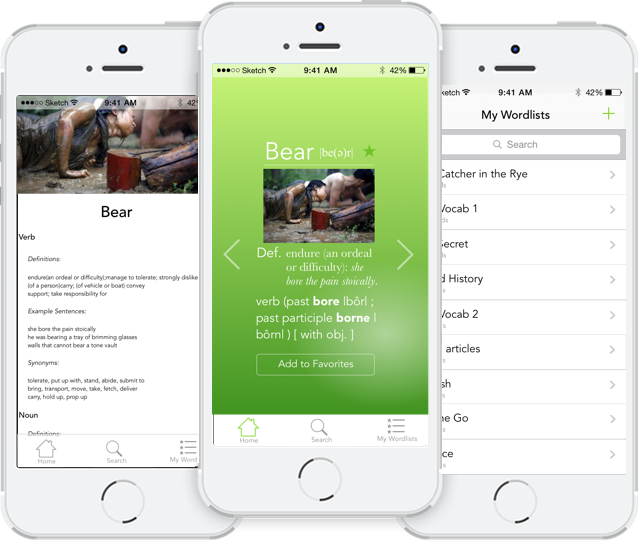 Sketch 9:41 AM 42%
Bear
Verb
Definitions:
endure(an ordeal or difficulty);manage to tolerate; strongly dislike
(of a person)carry; (of vehicle or boat) convey
support; take responsibility for
Example Sentences:
she bore the pain stoically
he was bearing a tray of brimming glasses
walls that cannot bear a tone vault
Synonyms:
tolerate, put up with, stand, abide, submit to
bring, transport, move, take, fetch, deliver
carry, hold up, prop up
Noun
Definitions:
Home Search My Word
Sketch 9:41 AM 42%
Bear |be(ə)r|
Def. endure (an ordeal
or difficulty): she
bore the pain stoically.
verb (past bore |bôrl ;
past participle borne |
bôrnl ) [ with obj. ]
Add to Favorites
Home Search My Wordlists
ketch 9:41 AM 42%
My Wordlists
Search
Catcher in the Rye
ds
Vocab 1
rds
Secret
s
d History
s
Vocab 2
s
articles
s
sh
s
he Go
s
ce
s